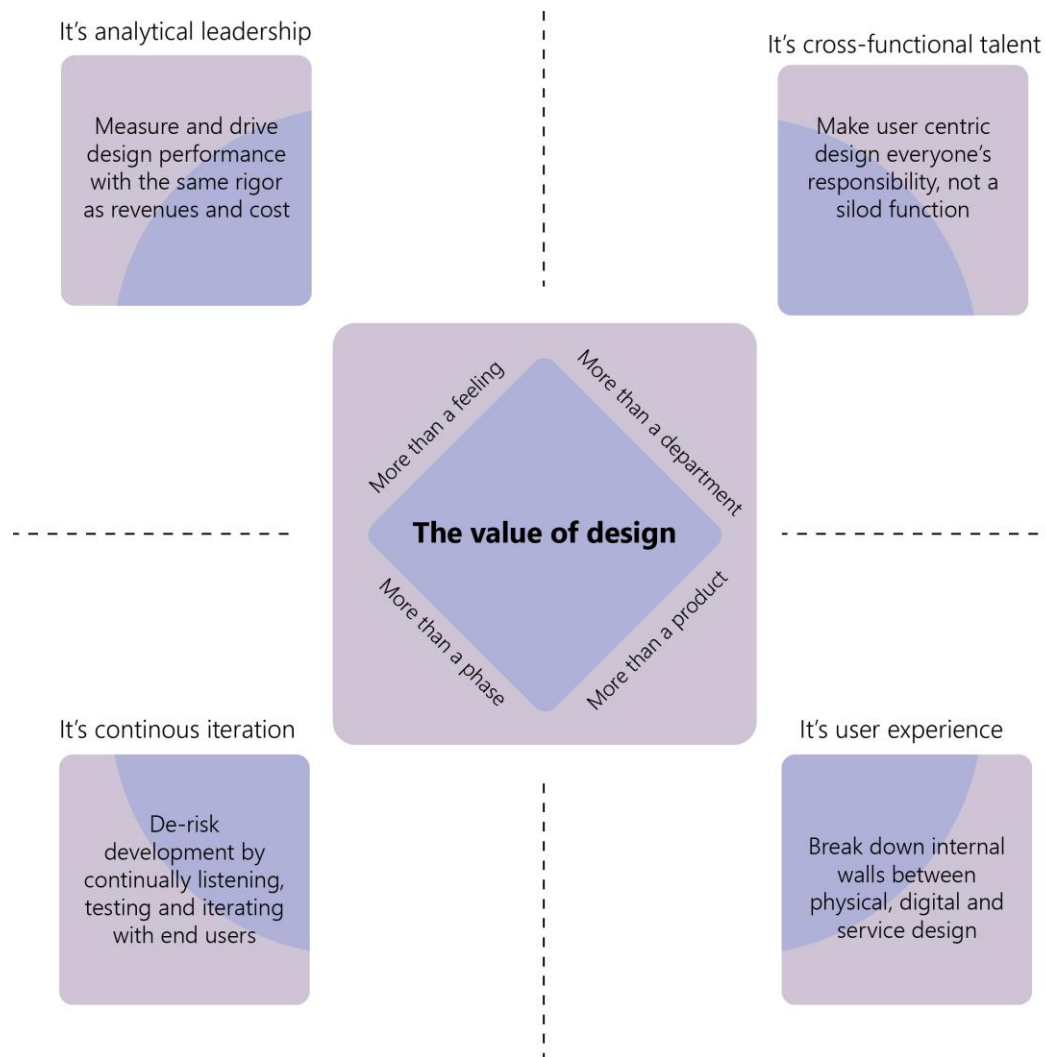 It's analytical leadership
Measure and drive
design performance
with the same rigor
as revenues and cost
It's cross-functional talent
Make user centric
design everyone's
responsibility, not a
silod function
More than a feeling
More than a department
The value of design
More than a phase
More than a product
It's continous iteration
De-risk
development by
continually listening,
testing and iterating
with end users
It's user experience
Break down internal
walls between
physical, digital and
service design